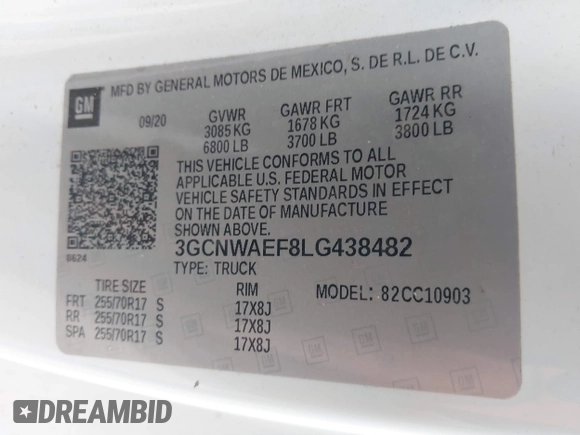 GM
MFD BY GENERAL MOTORS DE MEXICO, S. DE R.L. DE C.V.
09/20 GVWR GAWR FRT GAWR RR
3085 KG 1678 KG 1724 KG
6800 LB 3700 LB 3800 LB
THIS VEHICLE CONFORMS TO ALL
APPLICABLE U.S. FEDERAL MOTOR
VEHICLE SAFETY STANDARDS IN EFFECT
ON THE DATE OF MANUFACTURE
SHOWN ABOVE.
3GCNWAEF8LG438482
8624 TYPE: TRUCK
TIRE SIZE RIM MODEL: 82CC10903
FRT 255/70R17 S 17X8J
RR 255/70R17 S 17X8J
SPA 255/70R17 S 17X8J
DREAMBID